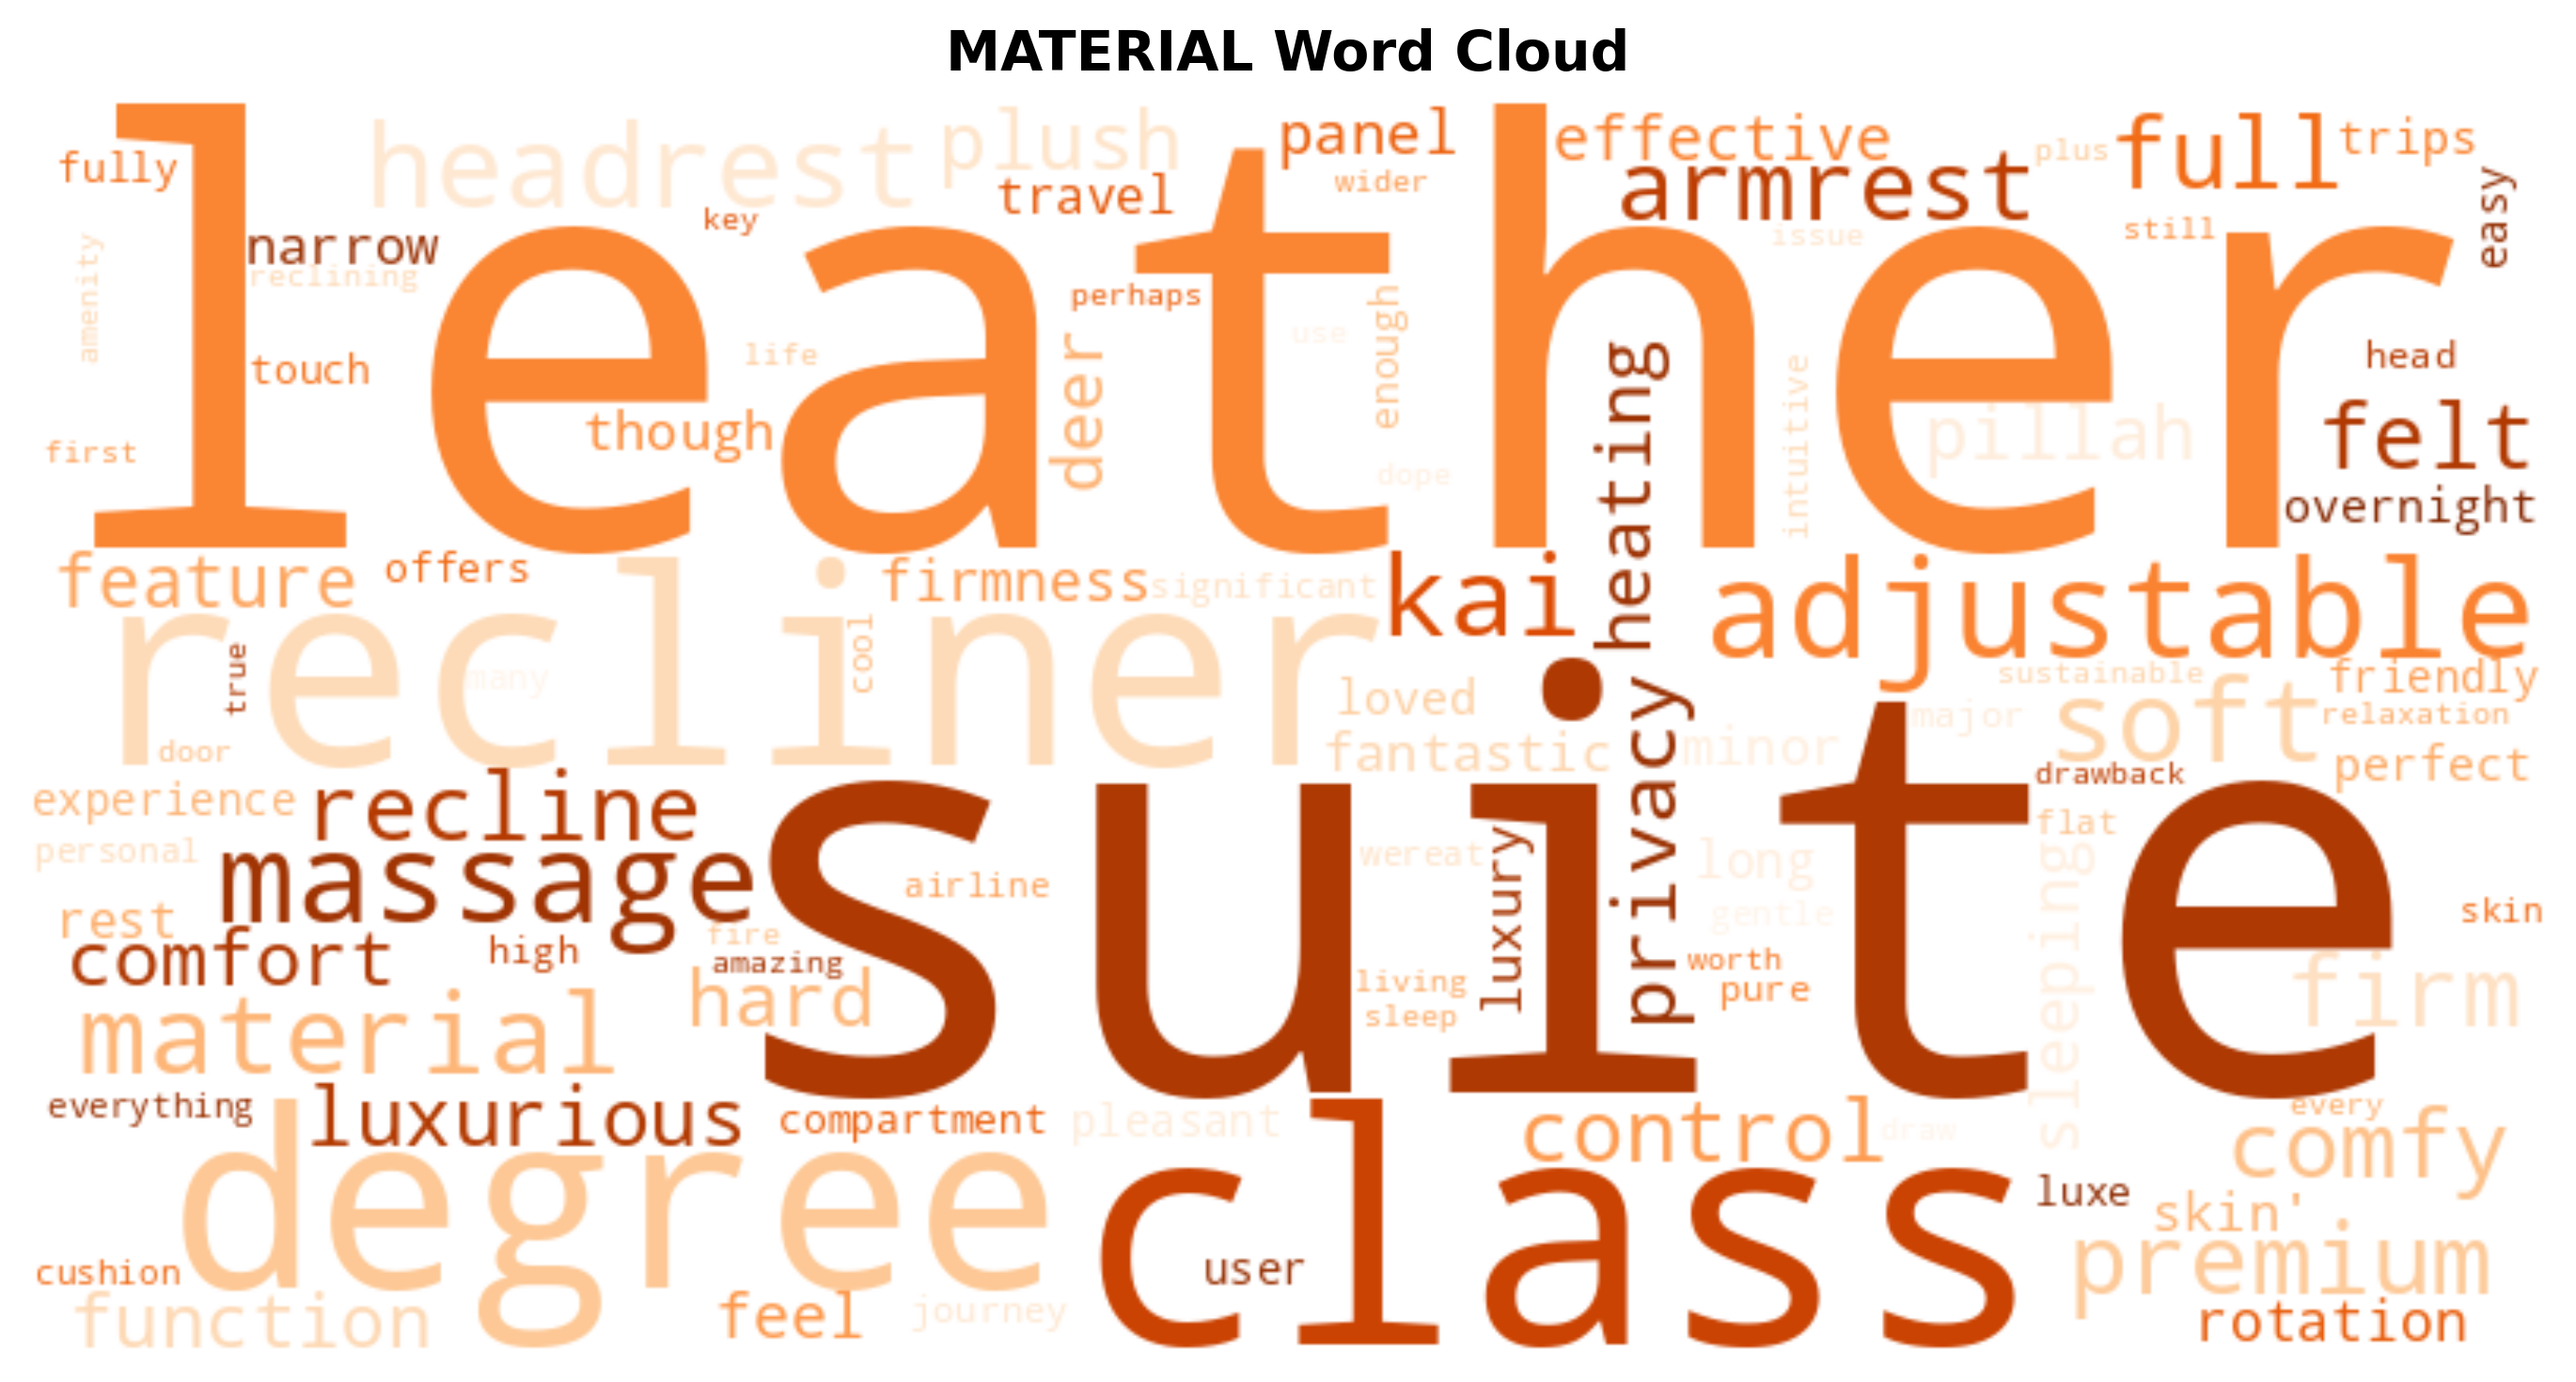 MATERIAL Word Cloud
leather
fully
headrest
plush
panel
effective
armrest
plus
full
trips
easy
travel
wider
key
narrow
reclining
amenity
issue
still
perhaps
use
enough
life
touch
deer
heating
intuitive
head
though
pillah
felt
first
dope
overnight
feature
offers
recliner
firmness
significant
kai
adjustable
true
many
cool
loved
sustainable
friendly
soft
relaxation
major
minor
privacy
door
fantastic
perfect
drawback
experience
recline
suite
personal
massage
wereat
luxury
long
flat
sleeping
airline
gentle
skin
rest
fire
high
comfort
amazing
worth
pure
living
sleep
hard
firm
material
everything
luxurious
compartment
pleasant
control
draw
every
comfy
degree
class
luxe
skin'
premium
user
cushion
function
feel
journey
rotation